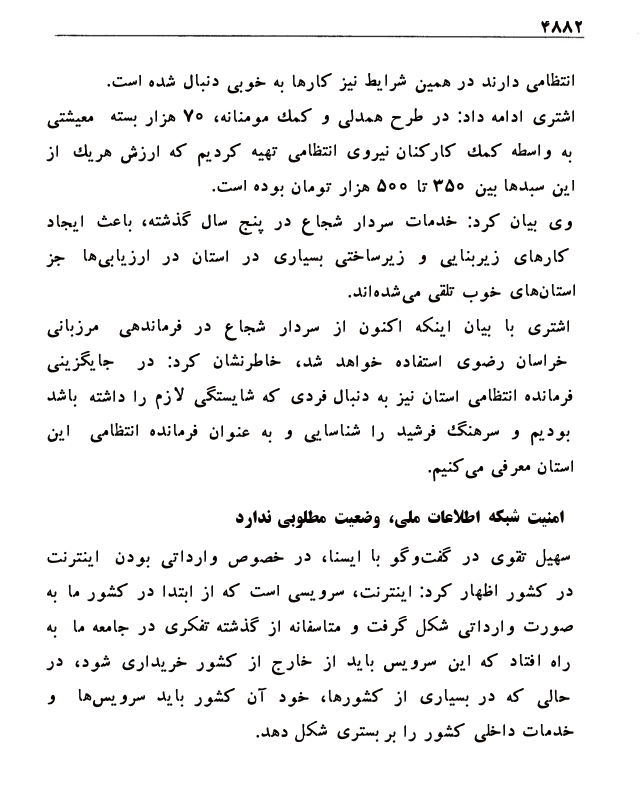 ۴۸۸۲
انتظامی دارند در همین شرایط نیز کارها به خوبی دنبال شده است.
اشتری ادامه داد: در طرح همدلی و کمك مومنانه، ۷۰ هزار بسته معیشتی
به واسطه کمك کارکنان نیروی انتظامی تهیه کردیم که ارزش هریك از
این سبدها بین ۳۵۰ تا ۵۰۰ هزار تومان بوده است.
وی بیان کرد: خدمات سردار شجاع در پنج سال گذشته، باعث ایجاد
کارهای زیربنایی و زیرساختی بسیاری در استان در ارزیابی‌ها جز
استان‌های خوب تلقی می‌شده‌اند.
اشتری با بیان اینکه اکنون از سردار شجاع در فرماندهی مرزبانی
خراسان رضوی استفاده خواهد شد، خاطرنشان کرد: در جایگزینی
فرمانده انتظامی استان نیز به دنبال فردی که شایستگی لازم را داشته باشد
بودیم و سرهنگ فرشید را شناسایی و به عنوان فرمانده انتظامی این
استان معرفی می‌کنیم.
امنیت شبکه اطلاعات ملی، وضعیت مطلوبی ندارد
سهیل تقوی در گفت‌وگو با ایسنا، در خصوص وارداتی بودن اینترنت
در کشور اظهار کرد: اینترنت، سرویسی است که از ابتدا در کشور ما به
صورت وارداتی شکل گرفت و متاسفانه از گذشته تفکری در جامعه ما به
راه افتاد که این سرویس باید از خارج از کشور خریداری شود، در
حالی که در بسیاری از کشورها، خود آن کشور باید سرویس‌ها و
خدمات داخلی کشور را بر بستری شکل دهد.